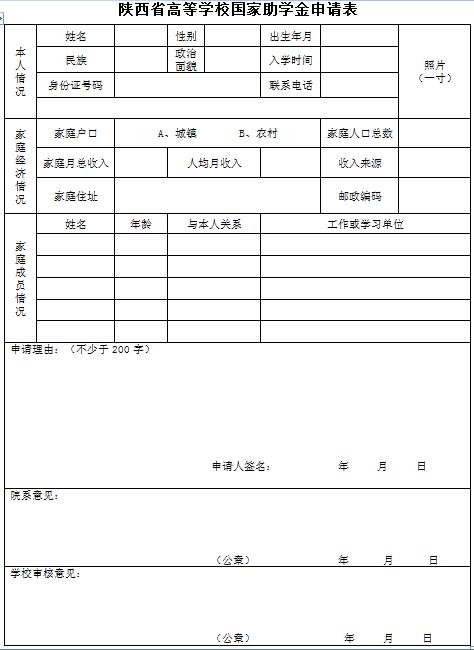 陕西省高等学校国家助学金申请表
本人情况
姓名 性别 出生年月
民族 政治面貌 入学时间
身份证号码 联系电话
照片
（一寸）
家庭经济情况
家庭户口 A、城镇 B、农村 家庭人口总数
家庭月总收入 人均月收入 收入来源
家庭住址 邮政编码
家庭成员情况
姓名 年龄 与本人关系 工作或学习单位
申请理由：（不少于 200 字）
申请人签名： 年 月 日
院系意见：
（公章） 年 月 日
学校审核意见：
（公章） 年 月 日